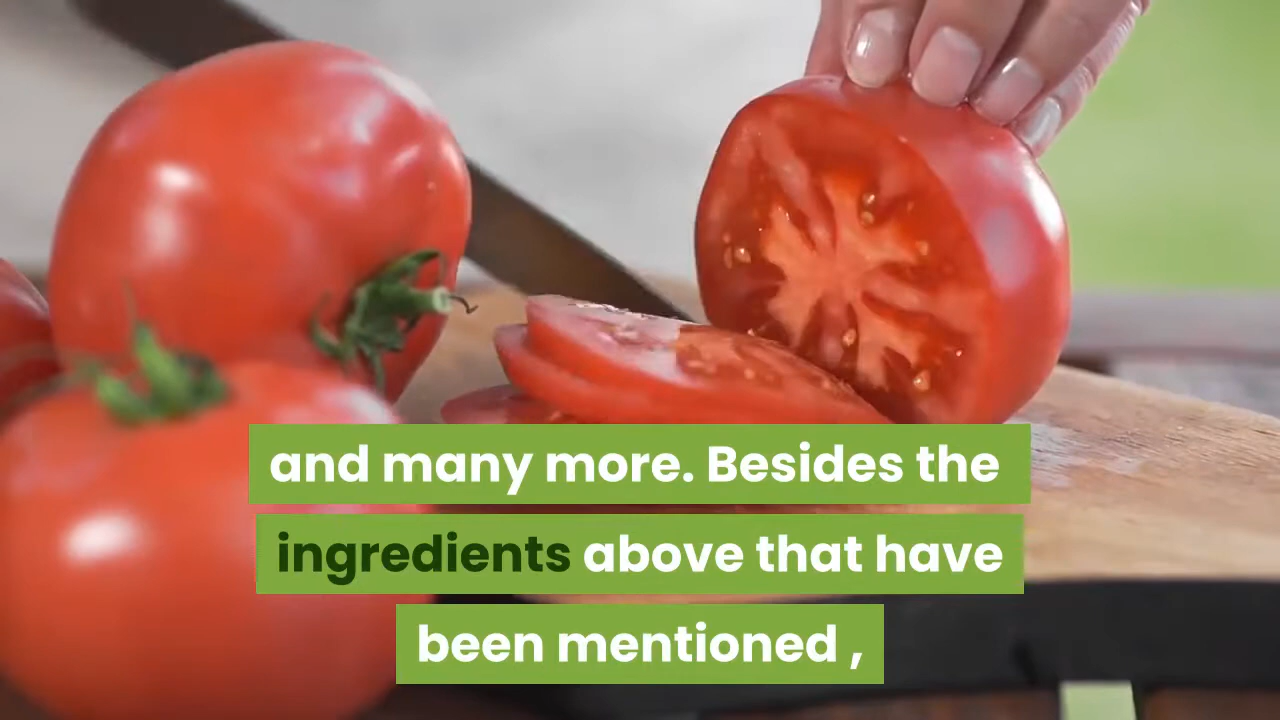 and many more. Besides the
ingredients above that have
been mentioned ,